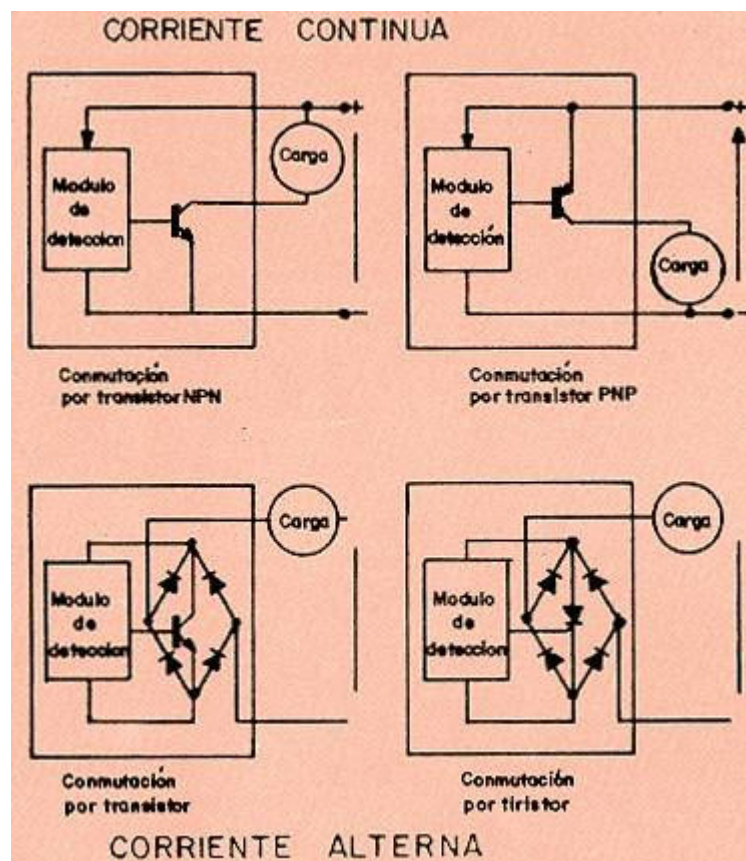 CORRIENTE CONTINUA
+
Carga
Modulo
de
deteccion
-
Conmutación
por transistor NPN
+
Modulo
de
detección
Carga
-
Conmutación
por transistor PNP
Carga
Modulo
de
deteccion
Conmutación
por transistor
Carga
Modulo
de
detección
Conmutación
por tiristor
CORRIENTE ALTERNA